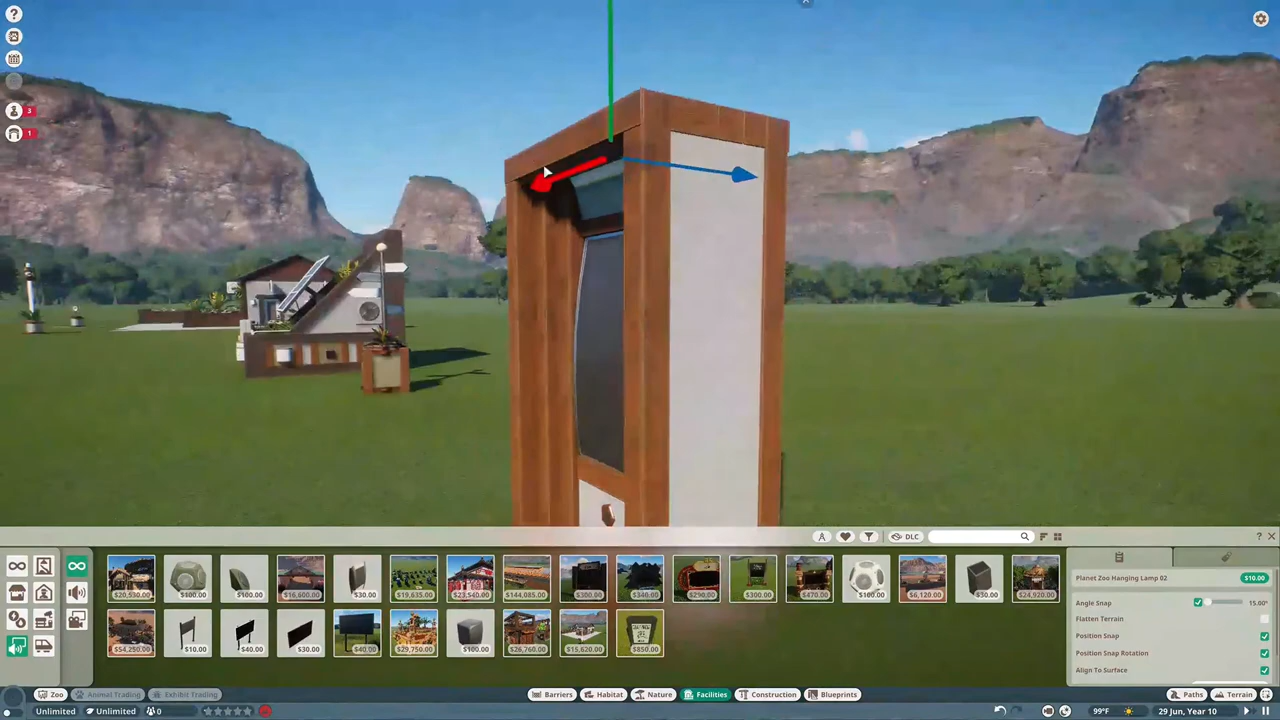 ?
3
1
DLC
? ×
$20,530.00 $100.00 $100.00 $16,600.00 $30.00 $19,635.00 $23,540.00 $144,085.00 $300.00 $340.00 $290.00 $300.00 $470.00 $100.00 $6,120.00 $30.00 $24,920.00
$54,250.00 $10.00 $40.00 $30.00 $40.00 $29,750.00 $100.00 $26,760.00 $15,620.00 $850.00
Planet Zoo Hanging Lamp 02 $10.00
Angle Snap 15.00°
Flatten Terrain
Position Snap
Position Snap Rotation
Align To Surface
Zoo Animal Trading Exhibit Trading Barriers Habitat Nature Facilities Construction Blueprints Paths Terrain
Unlimited Unlimited 0 99°F 29 Jun, Year 10